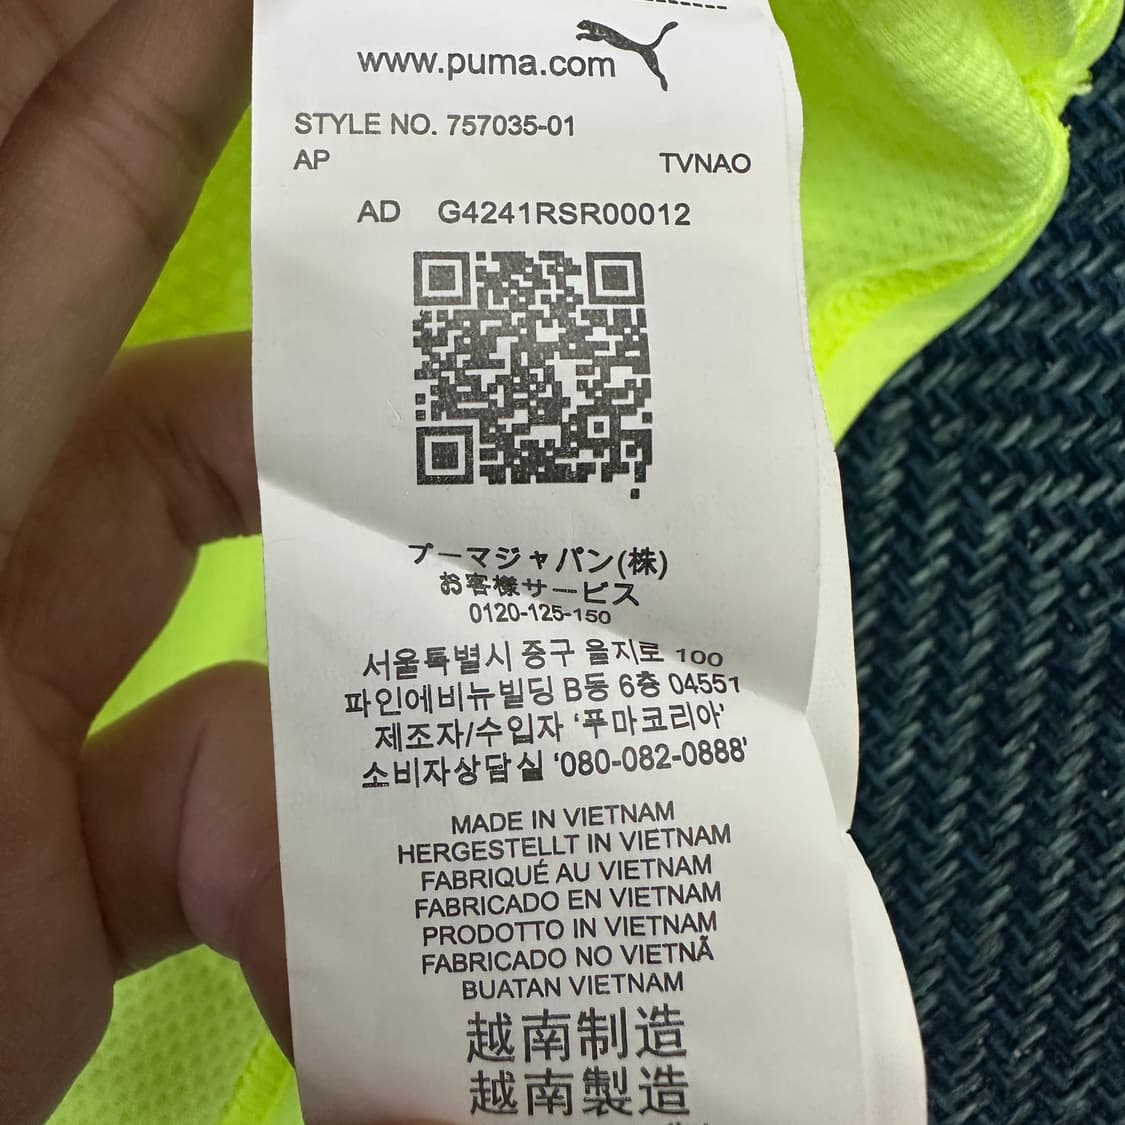 www.puma.com
STYLE NO. 757035-01
AP TVNAO
AD G4241RSR00012
プーマジャパン(株)
お客様サービス
0120-125-150
서울특별시 중구 을지로 100
파인에비뉴빌딩 B동 6층 04551
제조자/수입자 ‘푸마코리아’
소비자상담실 ‘080-082-0888’
MADE IN VIETNAM
HERGESTELLT IN VIETNAM
FABRIQUÉ AU VIETNAM
FABRICADO EN VIETNAM
PRODOTTO IN VIETNAM
FABRICADO NO VIETNÃ
BUATAN VIETNAM
越南制造
越南製造